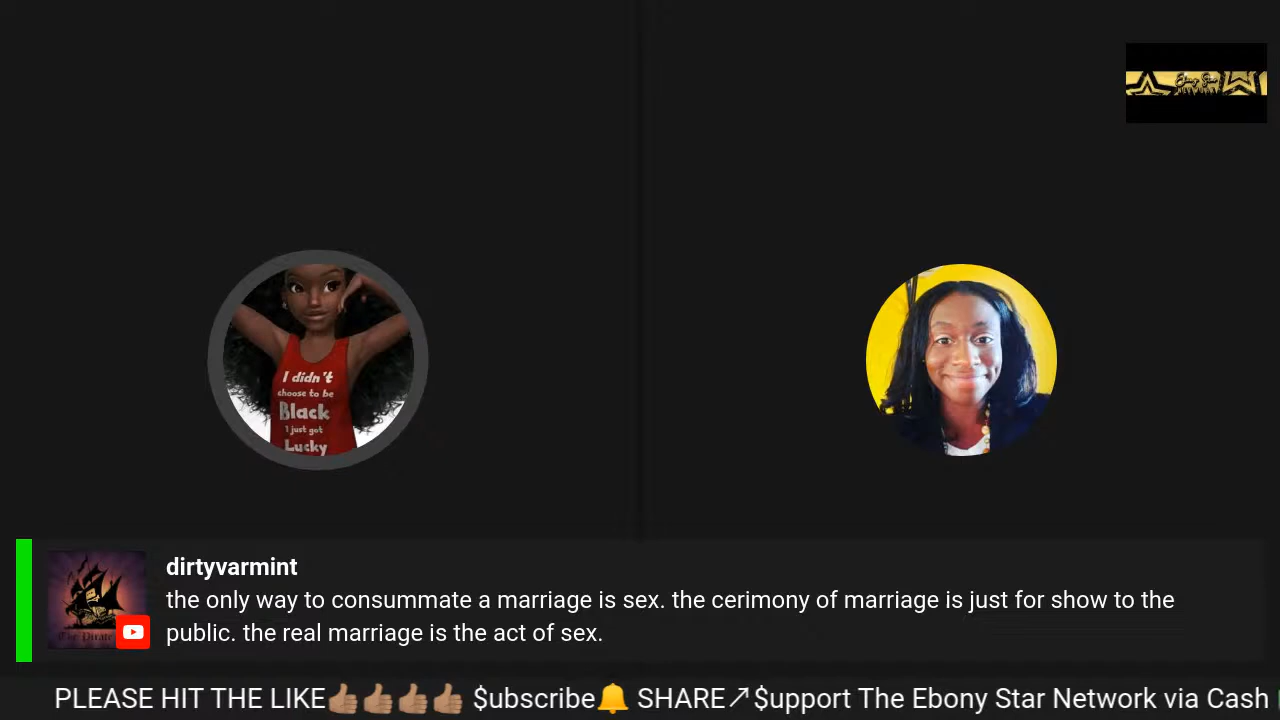 I didn't
choose to be
Black
I just got
Lucky
dirtyvarmint
the only way to consummate a marriage is sex. the cerimony of marriage is just for show to the
public. the real marriage is the act of sex.
The Pirate
PLEASE HIT THE LIKE👍🏽👍🏽👍🏽👍🏽 $ubscribe🔔 SHARE↗$upport The Ebony Star Network via Cash